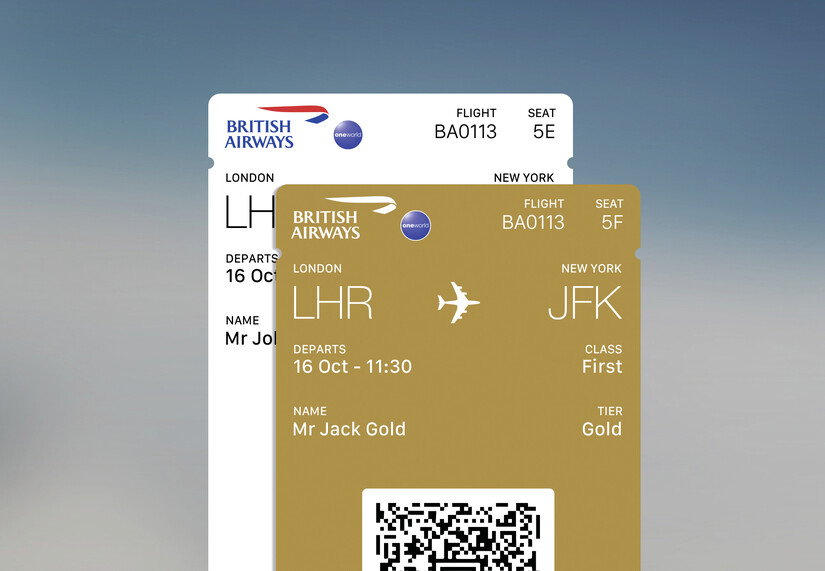 BRITISH
AIRWAYS
oneworld
FLIGHT SEAT
BA0113 5E
LONDON NEW YORK
LH
DEPARTS
16 Oct
NAME
Mr
BRITISH
AIRWAYS
oneworld
FLIGHT SEAT
BA0113 5F
LONDON NEW YORK
LHR JFK
DEPARTS CLASS
16 Oct - 11:30 First
NAME TIER
Mr Jack Gold Gold